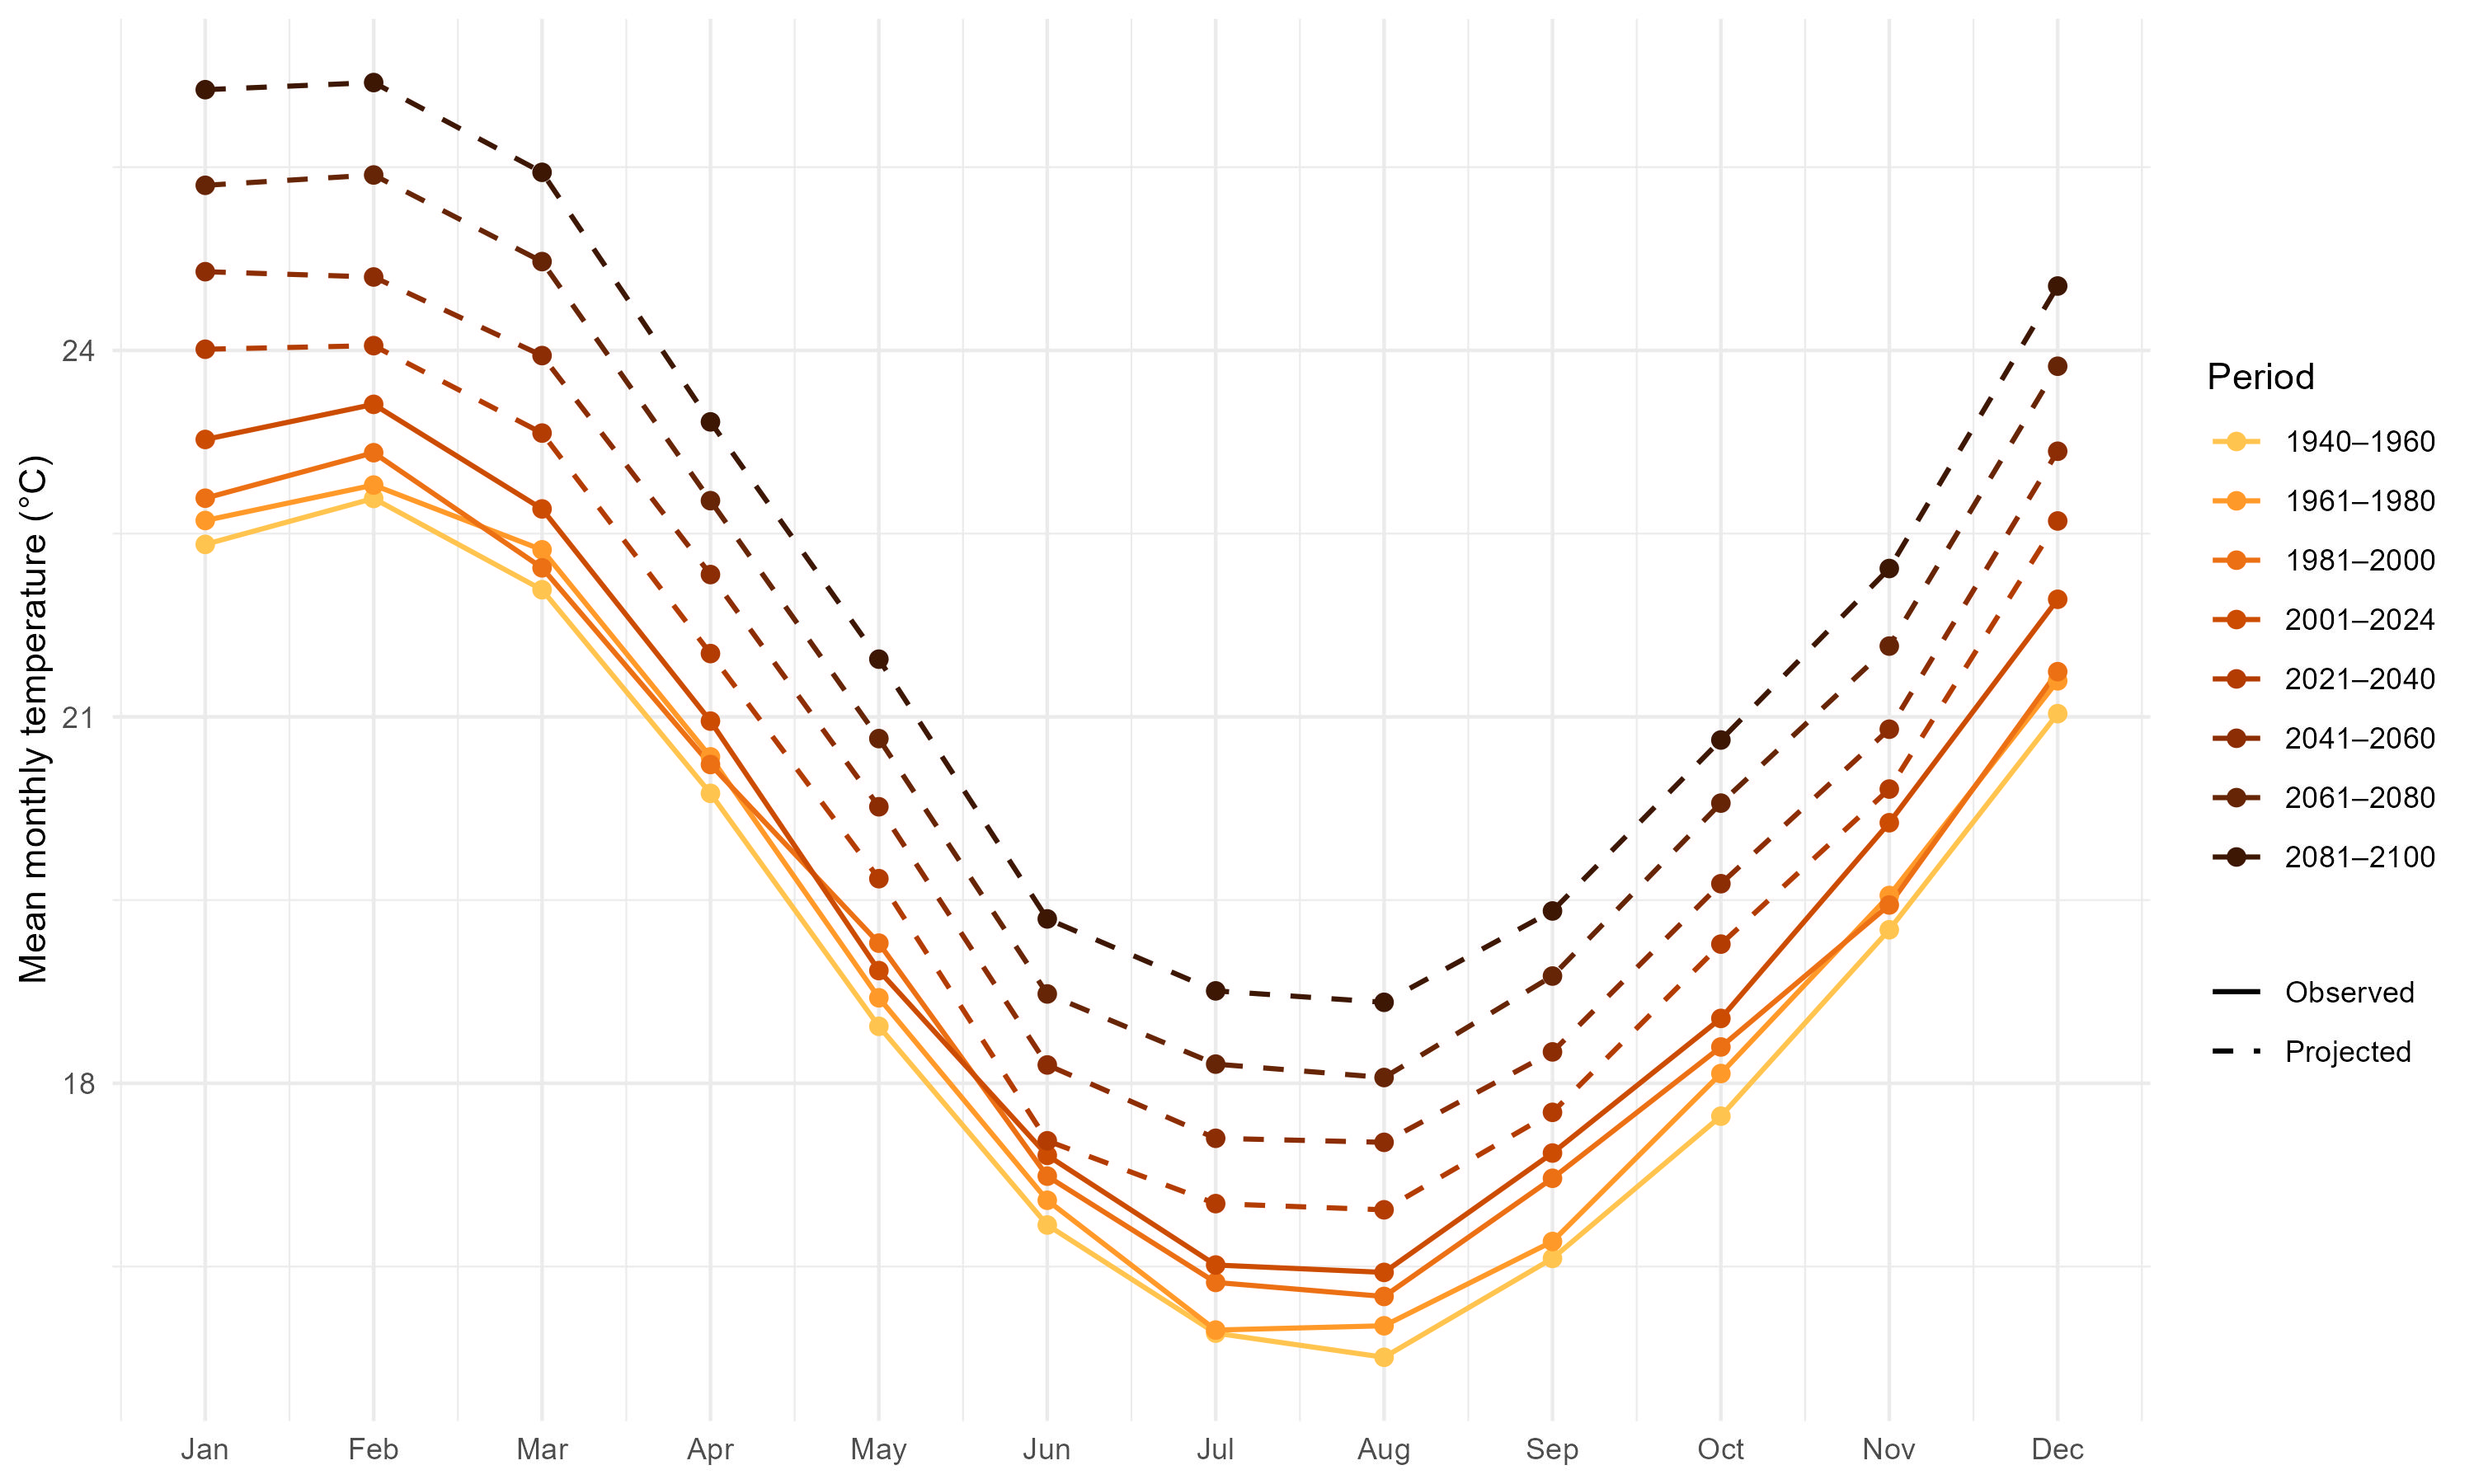 Mean monthly temperature (°C)
24
21
18
Jan Feb Mar Apr May Jun Jul Aug Sep Oct Nov Dec
Period
1940–1960
1961–1980
1981–2000
2001–2024
2021–2040
2041–2060
2061–2080
2081–2100
Observed
Projected